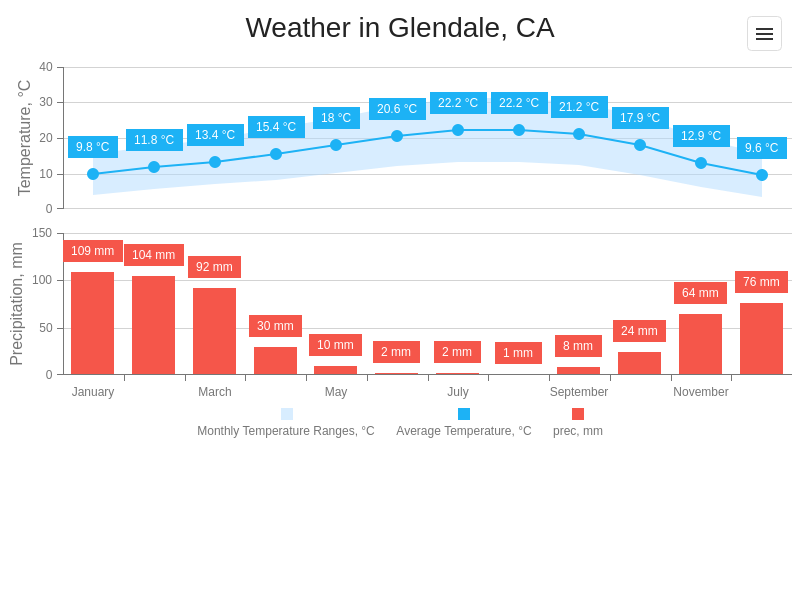 Weather in Glendale, CA
Temperature, °C
40
30
20
10
0
9.8 °C
11.8 °C
13.4 °C
15.4 °C
18 °C
20.6 °C
22.2 °C
22.2 °C
21.2 °C
17.9 °C
12.9 °C
9.6 °C
Precipitation, mm
150
100
50
0
109 mm
104 mm
92 mm
30 mm
10 mm
2 mm
2 mm
1 mm
8 mm
24 mm
64 mm
76 mm
January
March
May
July
September
November
Monthly Temperature Ranges, °C
Average Temperature, °C
prec, mm